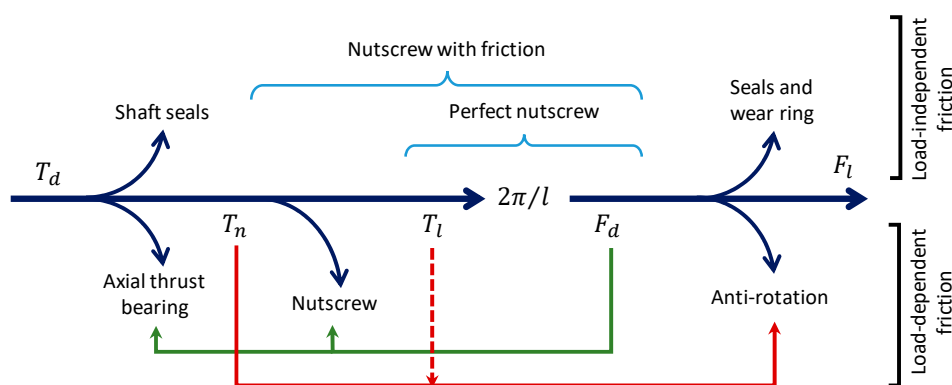 Nutscrew with friction
Shaft seals
Perfect nutscrew
Seals and
wear ring
Load-independent
friction
T_d
2π/l
F_l
T_n
T_l
F_d
Axial thrust
bearing
Nutscrew
Anti-rotation
Load-dependent
friction